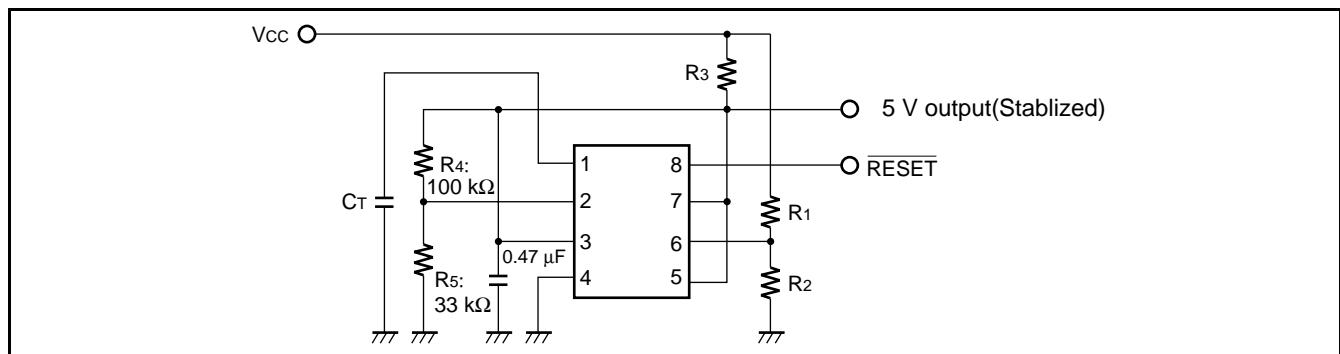 VCC
R3
5 V output(Stablized)
R4:
100 kΩ
CT
R5:
33 kΩ
0.47 µF
1
2
3
4
8
7
6
5
RESET
R1
R2